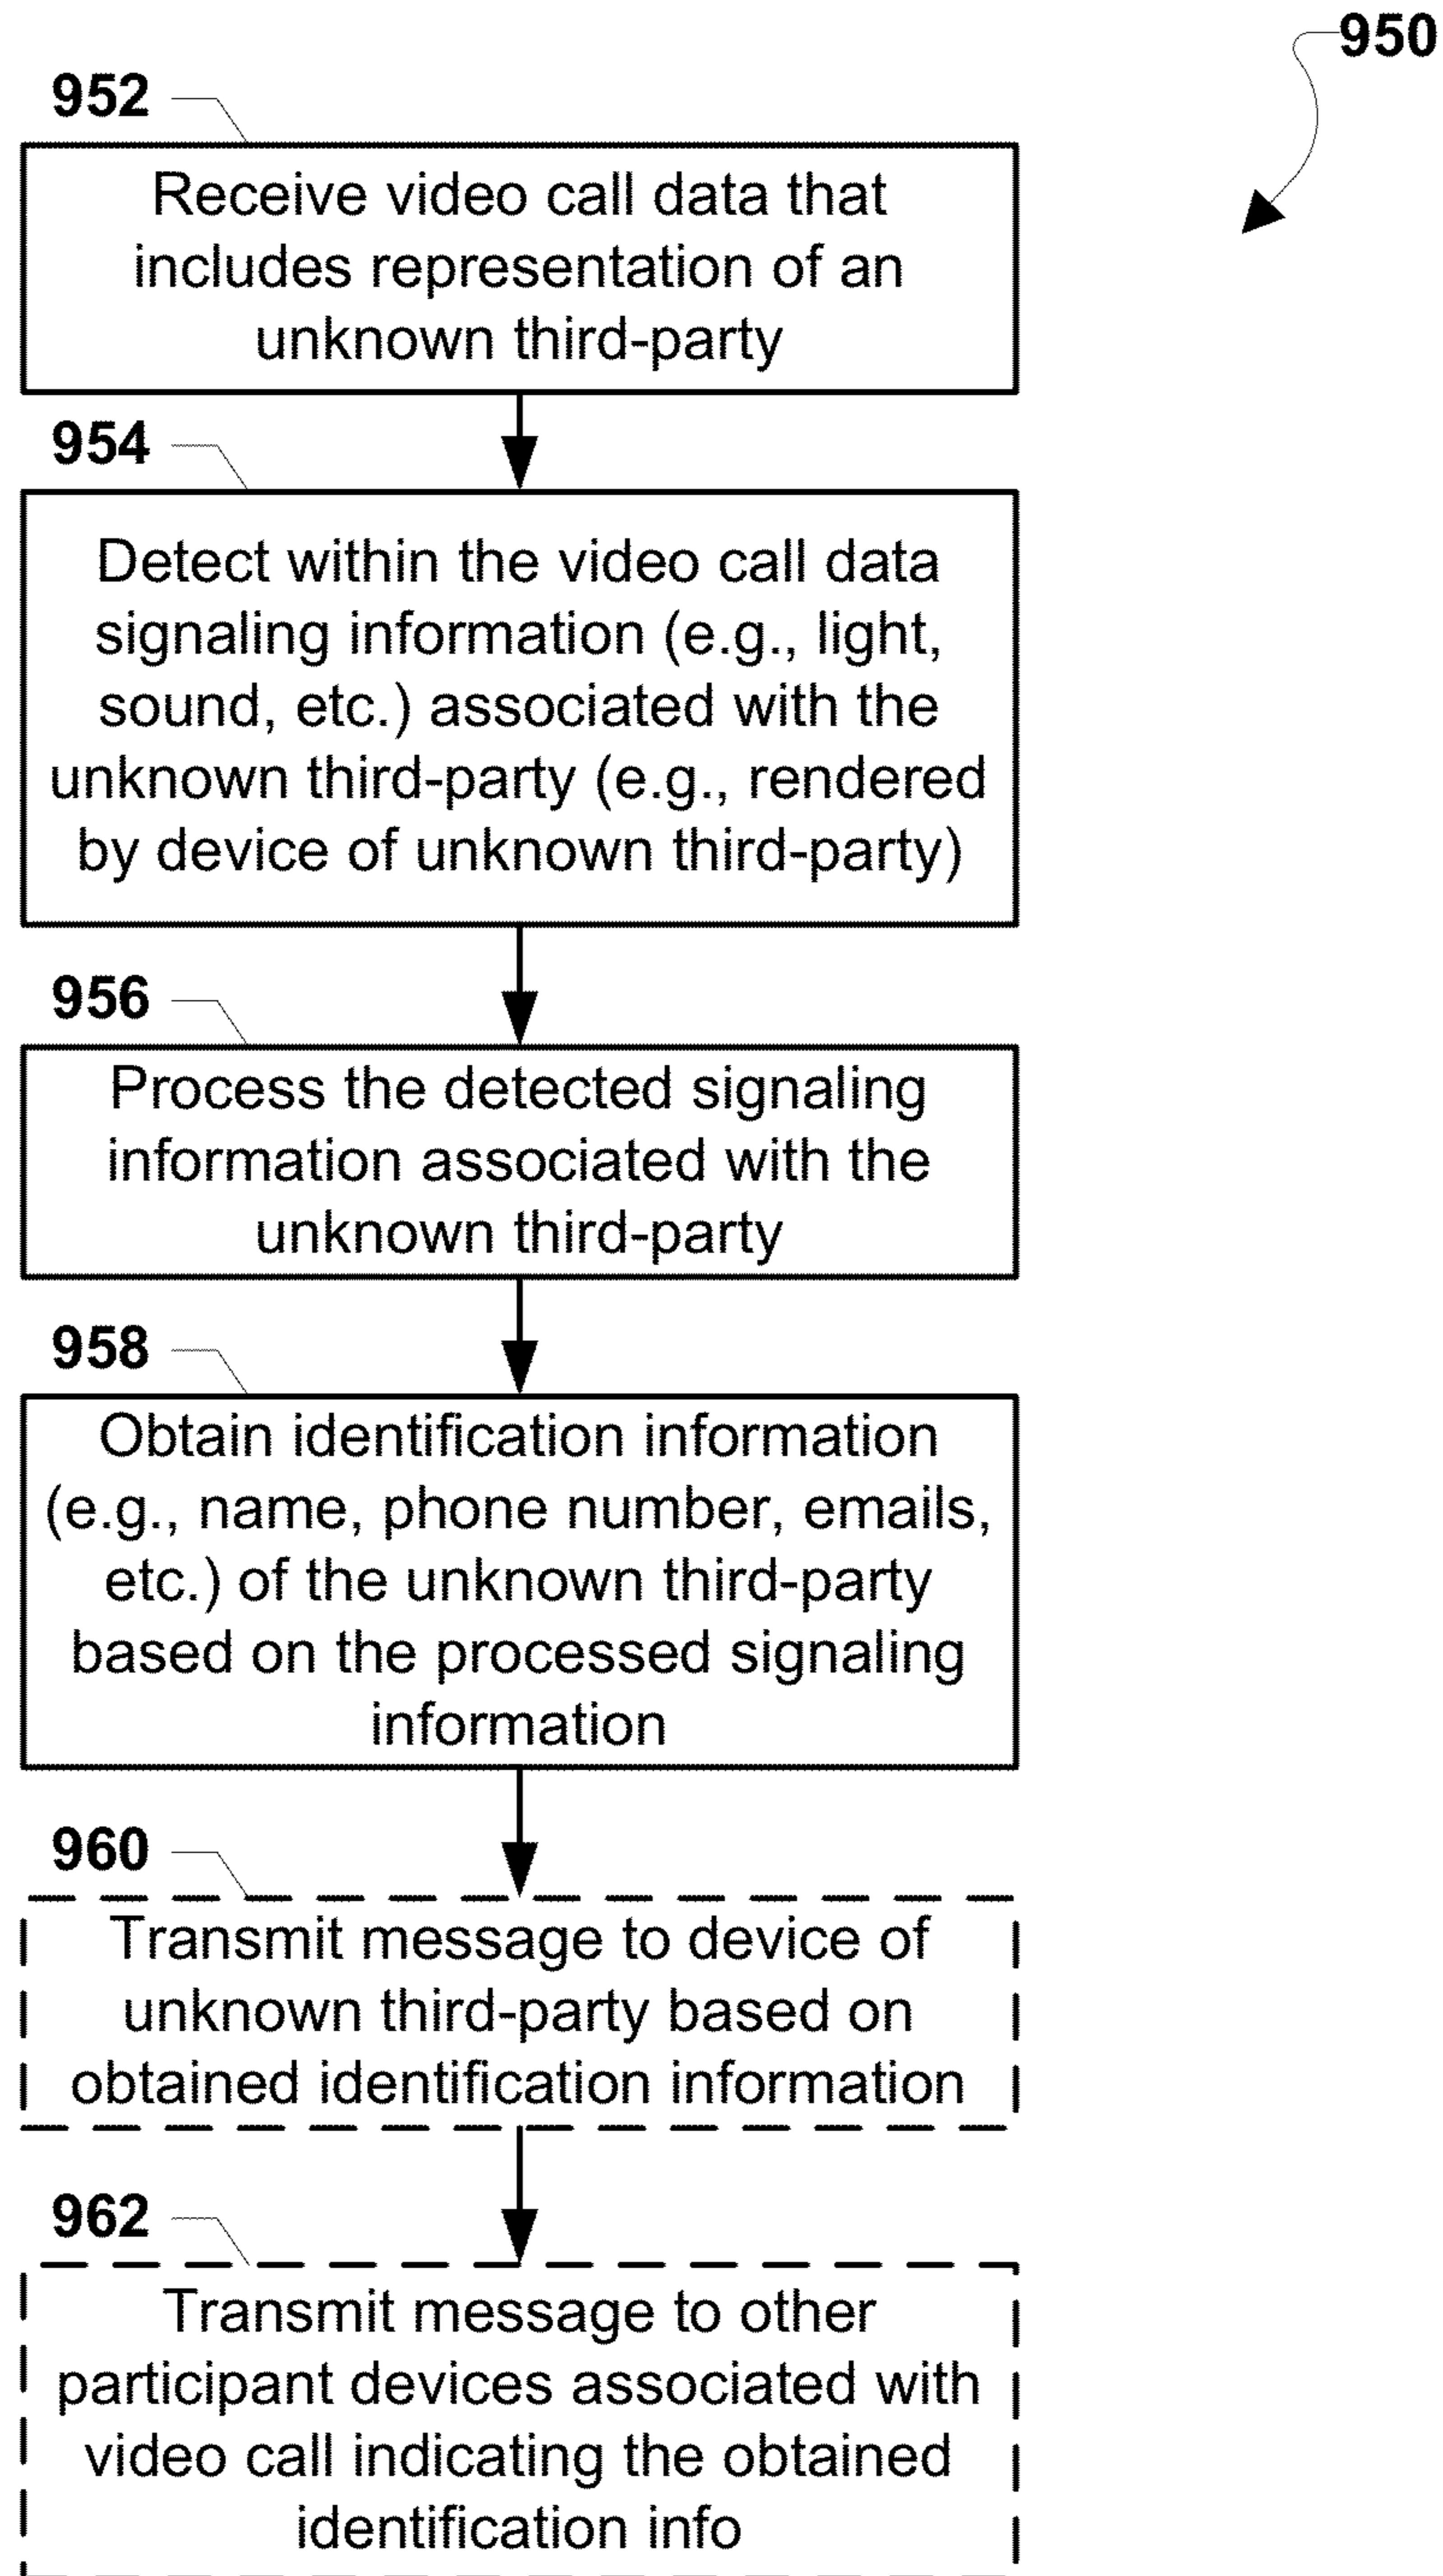 950
952
Receive video call data that
includes representation of an
unknown third-party
954
Detect within the video call data
signaling information (e.g., light,
sound, etc.) associated with the
unknown third-party (e.g., rendered
by device of unknown third-party)
956
Process the detected signaling
information associated with the
unknown third-party
958
Obtain identification information
(e.g., name, phone number, emails,
etc.) of the unknown third-party
based on the processed signaling
information
960
Transmit message to device of
unknown third-party based on
obtained identification information
962
Transmit message to other
participant devices associated with
video call indicating the obtained
identification info